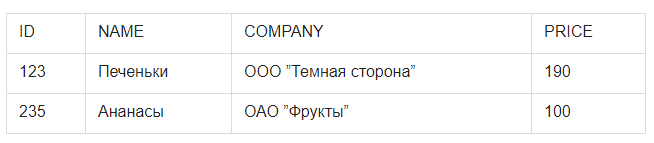 ID NAME COMPANY PRICE
123 Печеньки ООО ”Темная сторона” 190
235 Ананасы ОАО ”Фрукты” 100